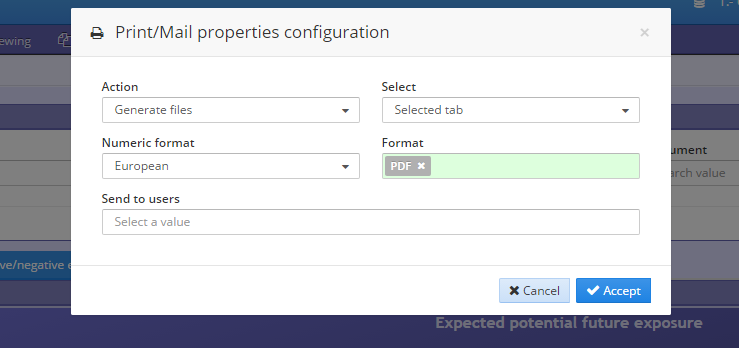 1.-
Print/Mail properties configuration
×
ewing
Action
Select
Generate files
Selected tab
Numeric format
Format
ument
European
PDF ×
arch value
Send to users
Select a value
ve/negative e
Cancel
Accept
Expected potential future exposure